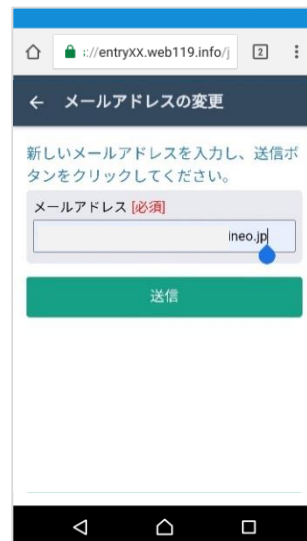 ://entryXX.web119.info/j
2
メールアドレスの変更
新しいメールアドレスを入力し、送信ボ
タンをクリックしてください。
メールアドレス [必須]
ineo.jp
送信